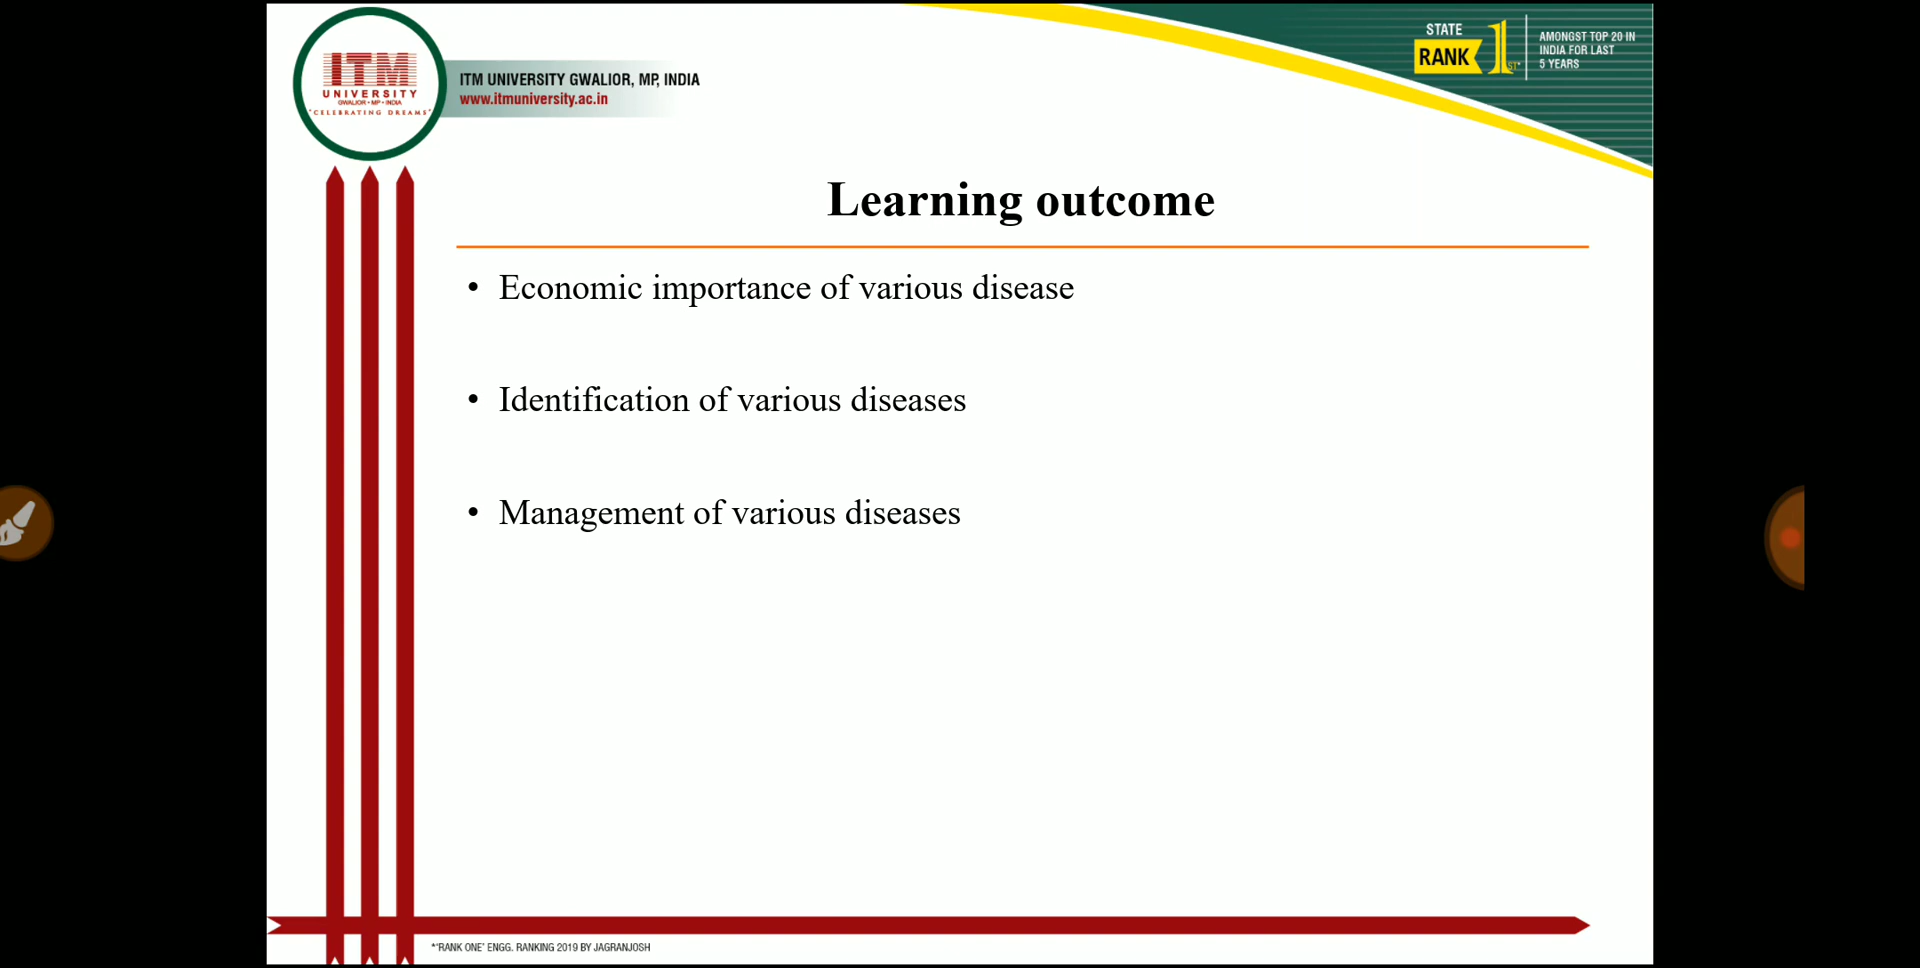 ITM
UNIVERSITY
GWALIOR • MP • INDIA
"CELEBRATING DREAMS"
ITM UNIVERSITY GWALIOR, MP, INDIA
www.itmuniversity.ac.in
STATE
RANK 1ST*
AMONGST TOP 20 IN
INDIA FOR LAST
5 YEARS
Learning outcome
• Economic importance of various disease
• Identification of various diseases
• Management of various diseases
*'RANK ONE' ENGG. RANKING 2019 BY JAGRANJOSH